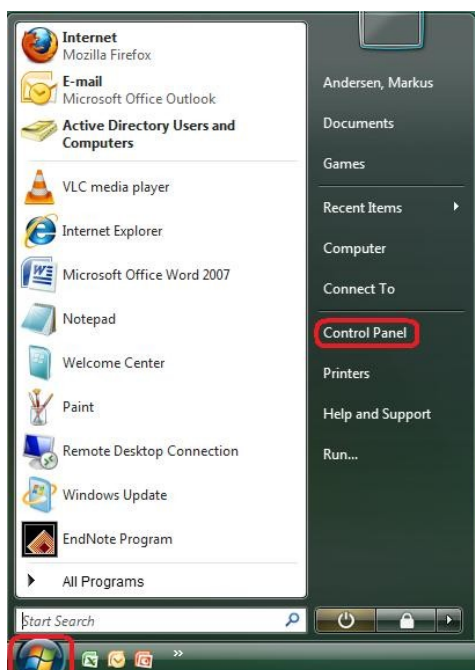 Internet
Mozilla Firefox
E-mail
Microsoft Office Outlook
Active Directory Users and
Computers
VLC media player
Internet Explorer
Microsoft Office Word 2007
Notepad
Welcome Center
Paint
Remote Desktop Connection
Windows Update
EndNote Program
All Programs
Start Search
Andersen, Markus
Documents
Games
Recent Items
Computer
Connect To
Control Panel
Printers
Help and Support
Run...